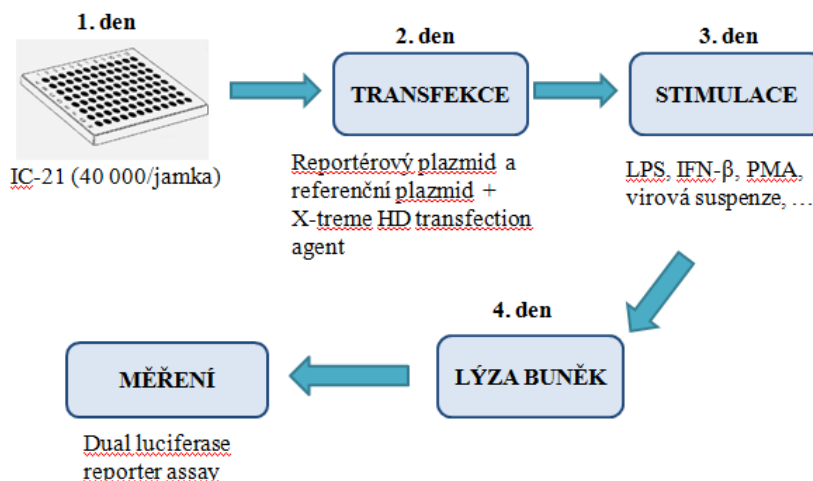 1. den
IC-21 (40 000/jamka)
2. den
TRANSFEKCE
Reportérový plazmid a
referenční plazmid +
X-treme HD transfection
agent
3. den
STIMULACE
LPS, IFN-β, PMA,
virová suspenze, ...
4. den
LÝZA BUNĚK
MĚŘENÍ
Dual luciferase
reporter assay